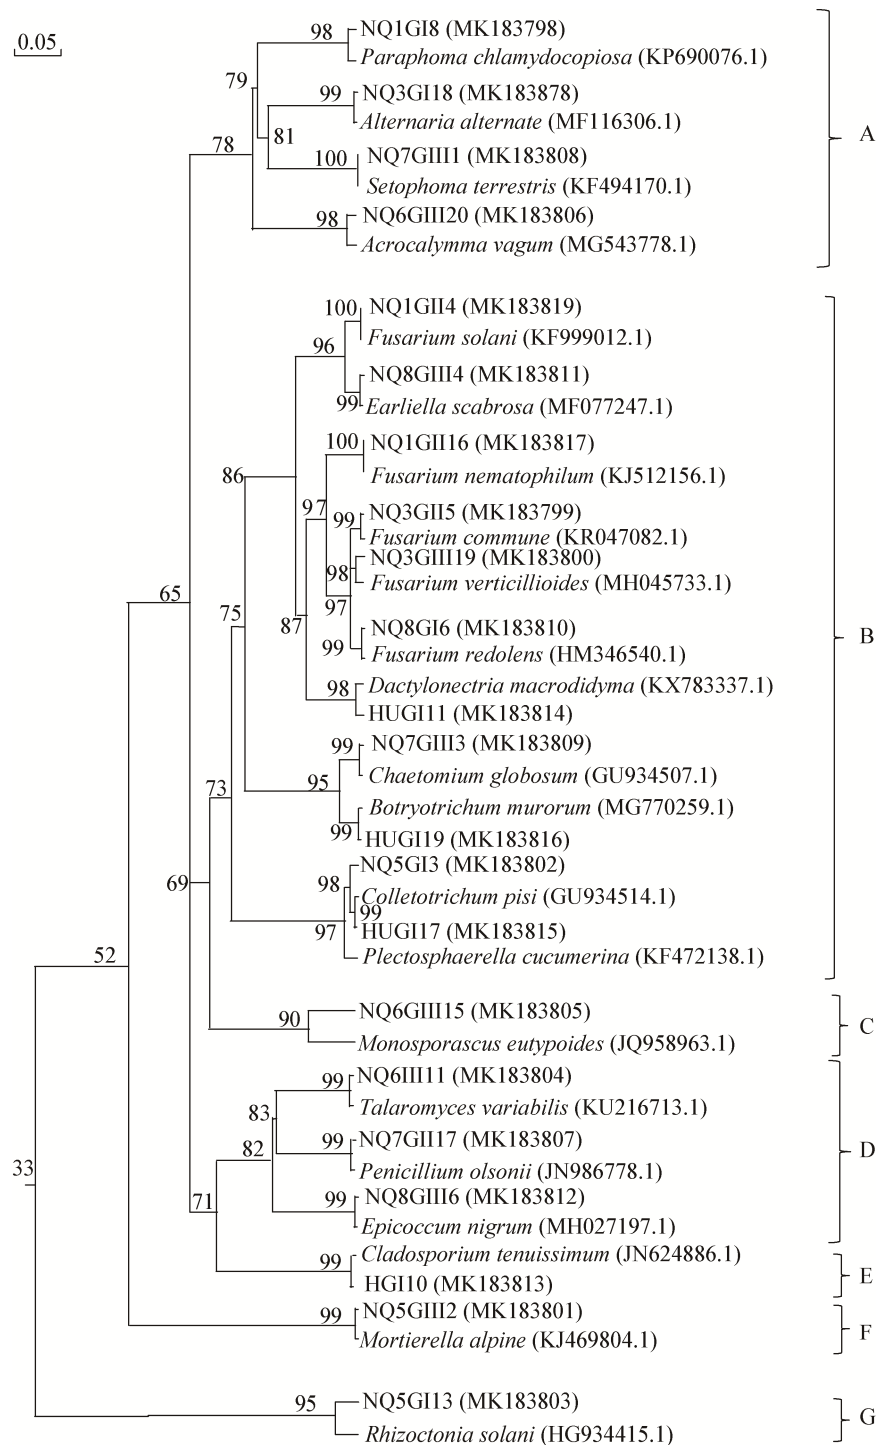 0.05
98
NQ1GI8 (MK183798)
Paraphoma chlamydocopiosa (KP690076.1)
79
99
NQ3GI18 (MK183878)
Alternaria alternate (MF116306.1)
81
A
78
100
NQ7GIII1 (MK183808)
Setophoma terrestris (KF494170.1)
98
NQ6GIII20 (MK183806)
Acrocalymma vagum (MG543778.1)
100
NQ1GII4 (MK183819)
Fusarium solani (KF999012.1)
96
NQ8GIII4 (MK183811)
99
Earliella scabrosa (MF077247.1)
100
NQ1GII16 (MK183817)
86
Fusarium nematophilum (KJ512156.1)
97
99
NQ3GII5 (MK183799)
Fusarium commune (KR047082.1)
NQ3GIII19 (MK183800)
98
Fusarium verticillioides (MH045733.1)
65
97
75
87
NQ8GI6 (MK183810)
B
99
Fusarium redolens (HM346540.1)
98
Dactylonectria macrodidyma (KX783337.1)
HUGI11 (MK183814)
99
NQ7GIII3 (MK183809)
95
Chaetomium globosum (GU934507.1)
73
Botryotrichum murorum (MG770259.1)
99
HUGI19 (MK183816)
NQ5GI3 (MK183802)
69
98
Colletotrichum pisi (GU934514.1)
99
97
HUGI17 (MK183815)
52
Plectosphaerella cucumerina (KF472138.1)
90
NQ6GIII15 (MK183805)
C
Monosporascus eutypoides (JQ958963.1)
99
NQ6III11 (MK183804)
83
Talaromyces variabilis (KU216713.1)
82
99
NQ7GII17 (MK183807)
D
33
Penicillium olsonii (JN986778.1)
71
99
NQ8GIII6 (MK183812)
Epicoccum nigrum (MH027197.1)
99
Cladosporium tenuissimum (JN624886.1)
E
HGI10 (MK183813)
99
NQ5GIII2 (MK183801)
F
Mortierella alpine (KJ469804.1)
95
NQ5GI13 (MK183803)
G
Rhizoctonia solani (HG934415.1)